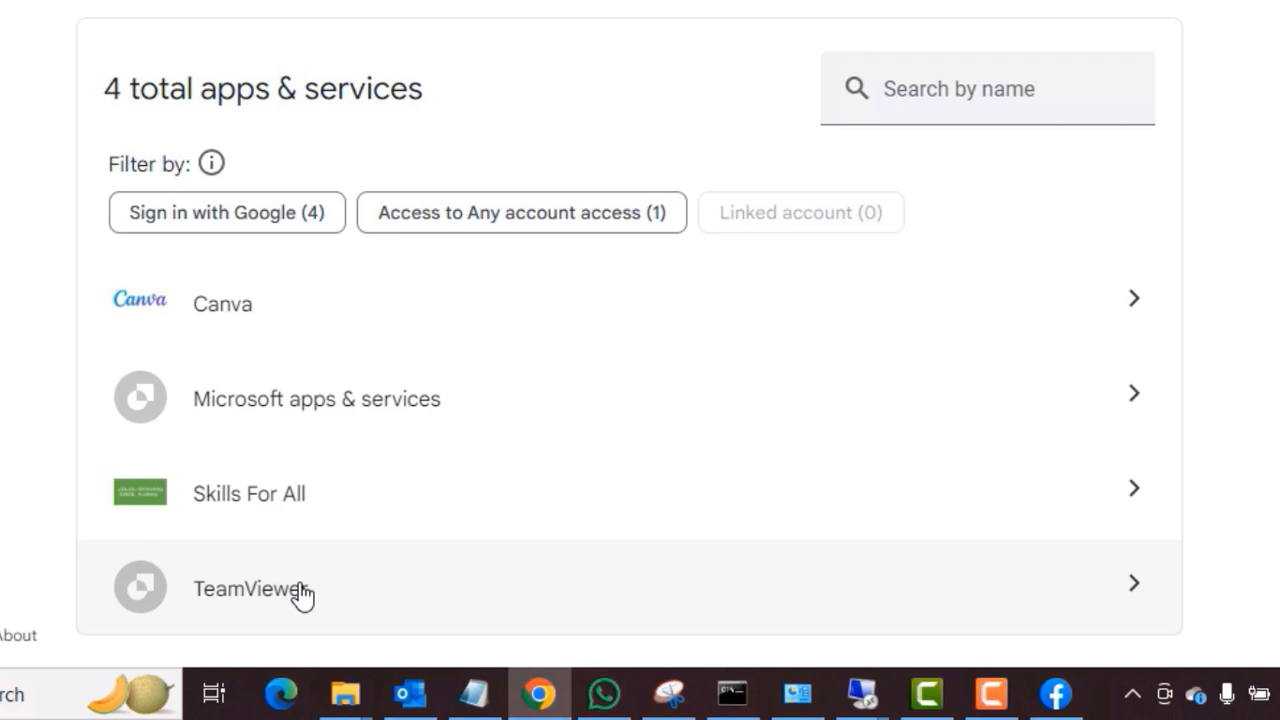 4 total apps & services
Search by name
Filter by:
Sign in with Google (4)
Access to Any account access (1)
Linked account (0)
Canva
Canva
Microsoft apps & services
Skills For All
TeamViewer
About
rch